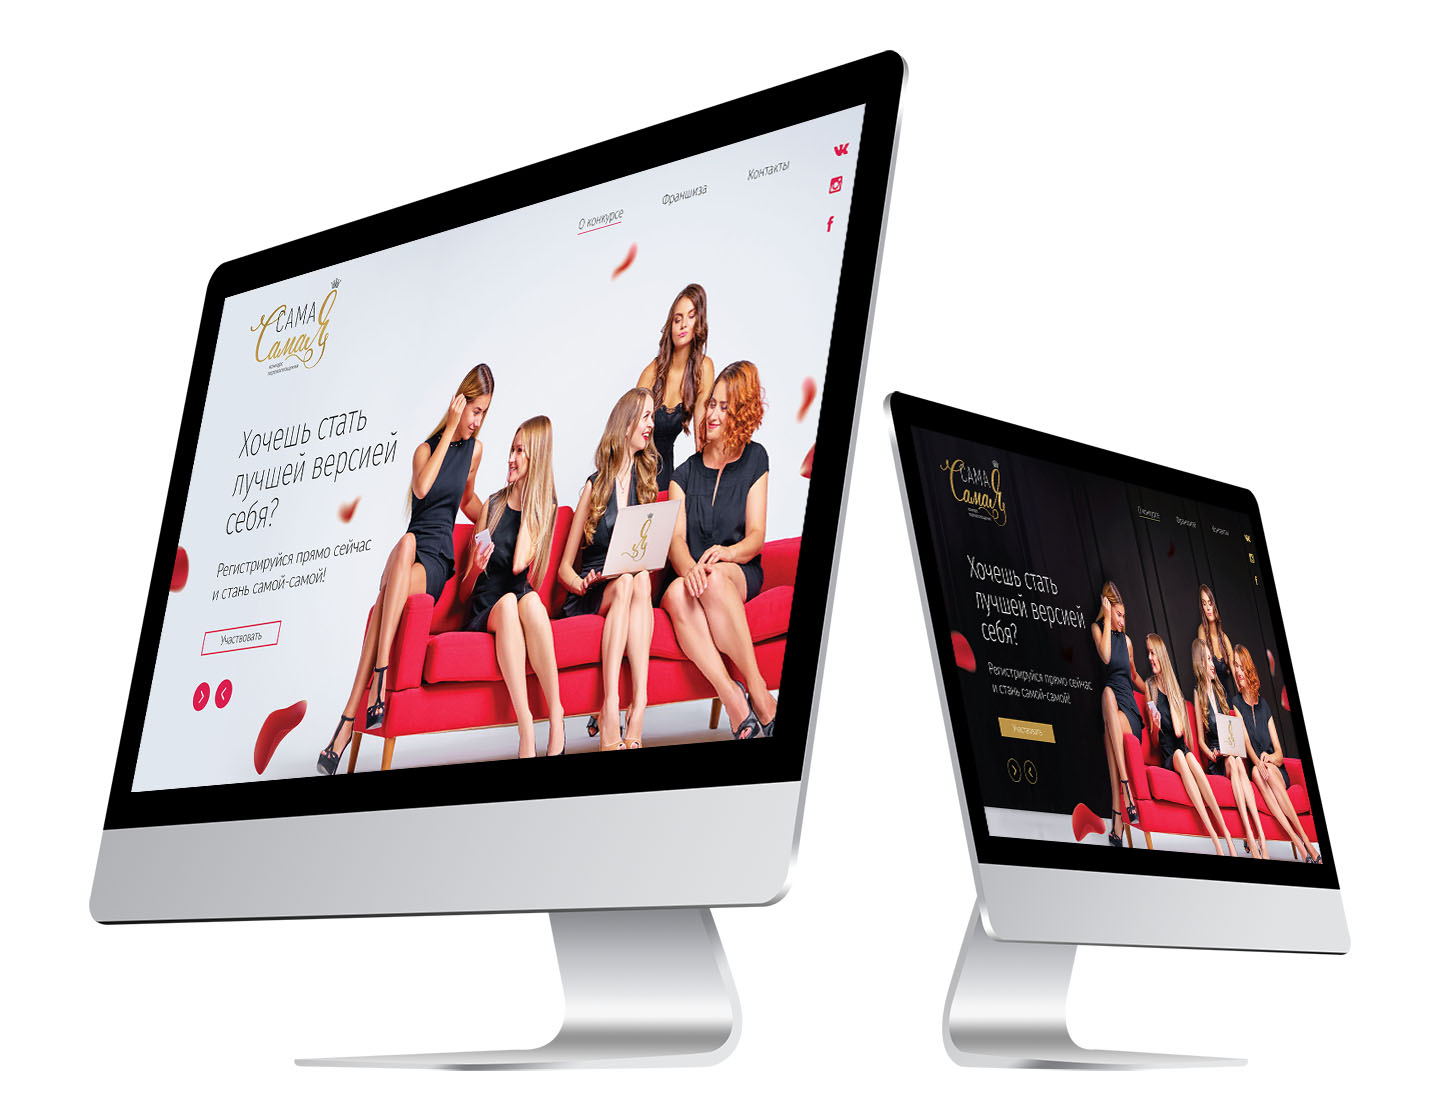 О конкурсе
Франшиза
Контакты
САМА Я
Самая
конкурс
перевоплощения
Хочешь стать
лучшей версией
себя?
Регистрируйся прямо сейчас
и стань самой-самой!
Участвовать
Я
САМА Я
Самая
конкурс
перевоплощения
О конкурсе
Франшиза
Контакты
Хочешь стать
лучшей версией
себя?
Регистрируйся прямо сейчас
и стань самой-самой!
Участвовать
Я